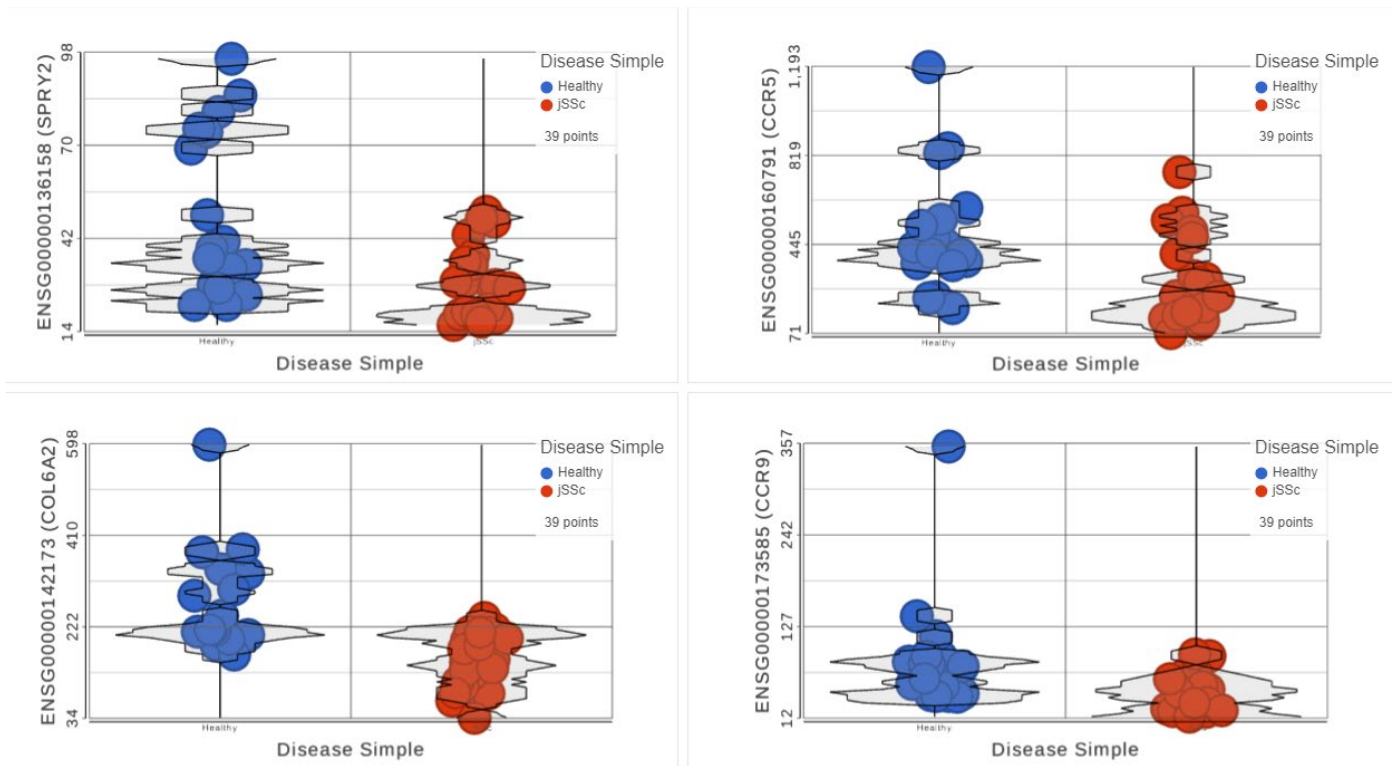 ENSG00000136158 (SPRY2)
98
70
42
14
Healthy
jSSc
Disease Simple
Disease Simple
Healthy
jSSc
39 points
ENSG00000160791 (CCR5)
1,193
819
445
71
Healthy
jSSc
Disease Simple
Disease Simple
Healthy
jSSc
39 points
ENSG00000142173 (COL6A2)
598
410
222
34
Healthy
Disease Simple
Disease Simple
Healthy
jSSc
39 points
ENSG00000173585 (CCR9)
357
242
127
12
Healthy
Disease Simple
Disease Simple
Healthy
jSSc
39 points